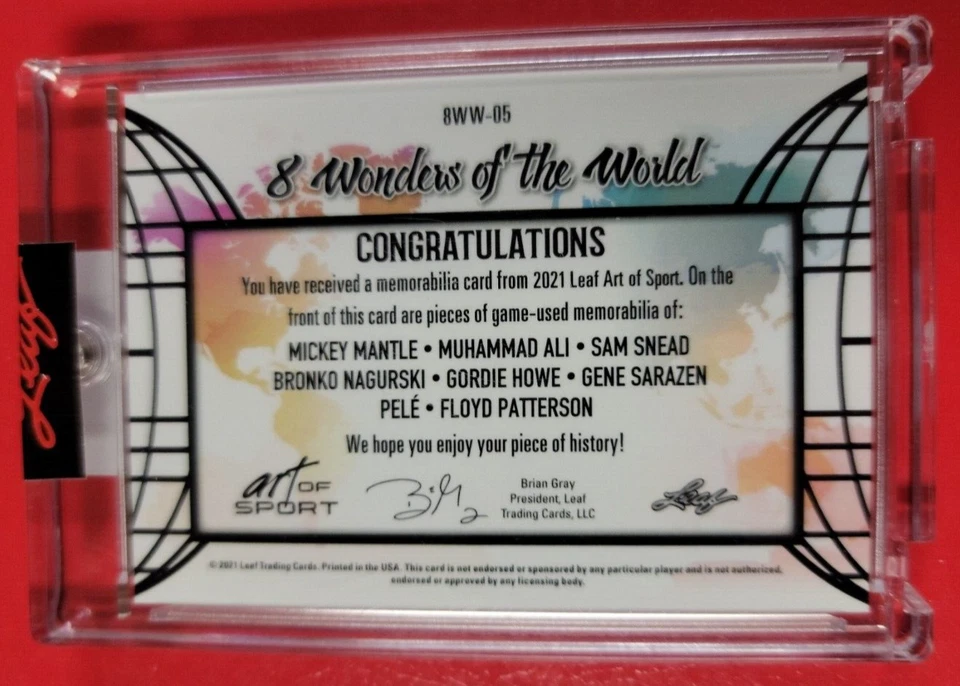 8WW-05
8 Wonders of the World
CONGRATULATIONS
You have received a memorabilia card from 2021 Leaf Art of Sport. On the
front of this card are pieces of game-used memorabilia of:
MICKEY MANTLE • MUHAMMAD ALI • SAM SNEAD
BRONKO NAGURSKI • GORDIE HOWE • GENE SARAZEN
PELÉ • FLOYD PATTERSON
We hope you enjoy your piece of history!
art OF
SPORT
Brian Gray
President, Leaf
Trading Cards, LLC
Leaf
© 2021 Leaf Trading Cards. Printed in the USA. This card is not endorsed or sponsored by any particular player and is not authorized,
endorsed or approved by any licensing body.
Leaf